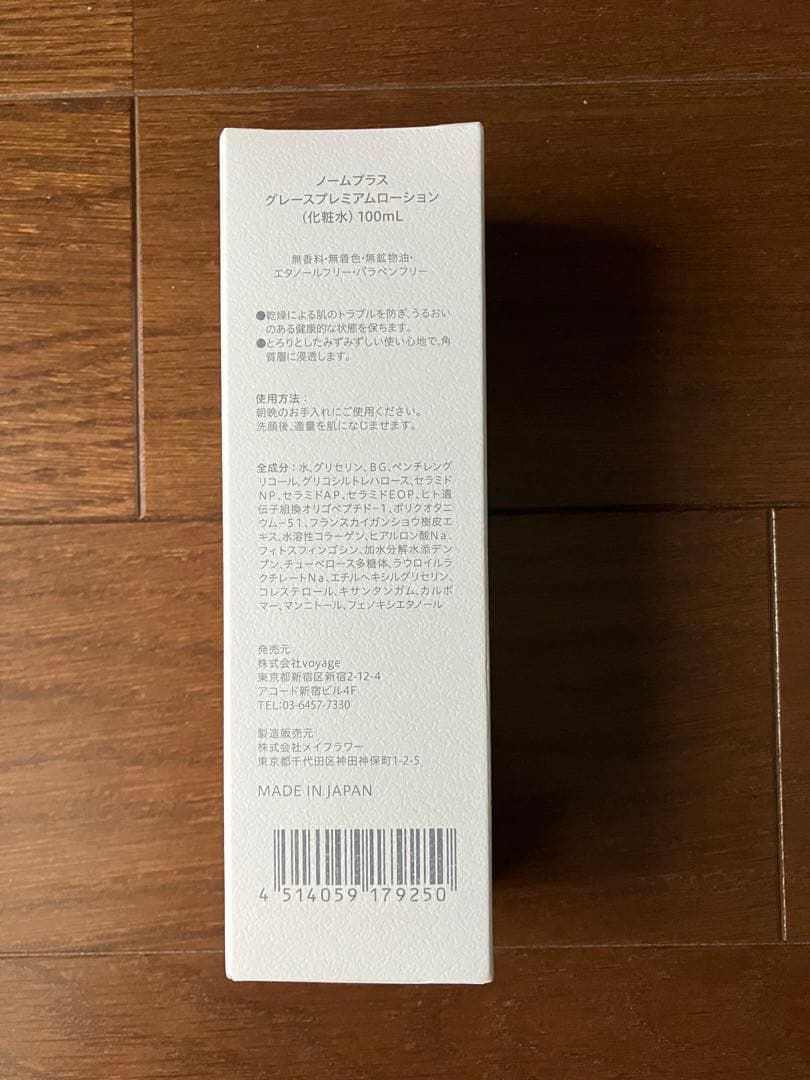 ノームプラス
グレースプレミアムローション
（化粧水）100mL
無香料・無着色・無鉱物油・
エタノールフリー・パラベンフリー
●乾燥による肌のトラブルを防ぎ、うるおい
のある健康的な状態を保ちます。
●とろりとしたみずみずしい使い心地で、角
質層に浸透します。
使用方法：
朝晩のお手入れにご使用ください。
洗顔後、適量を肌になじませます。
全成分：水、グリセリン、BG、ペンチレング
リコール、グリコシルトレハロース、セラミド
NP、セラミドAP、セラミドEOP、ヒト遺
伝子組換オリゴペプチド-1、ポリクオタニ
ウム-51、フランスカイガンショウ樹皮エ
キス、水溶性コラーゲン、ヒアルロン酸Na、
フィトスフィンゴシン、加水分解水添デン
プン、チューベロース多糖体、ラウロイルラ
クチレートNa、エチルヘキシルグリセリン、
コレステロール、キサンタンガム、カルボ
マー、マンニトール、フェノキシエタノール
発売元
株式会社voyage
東京都新宿区新宿2-12-4
アコード新宿ビル4F
TEL:03-6457-7330
製造販売元
株式会社メイフラワー
東京都千代田区神田神保町1-2-5
MADE IN JAPAN
4 514059 179250